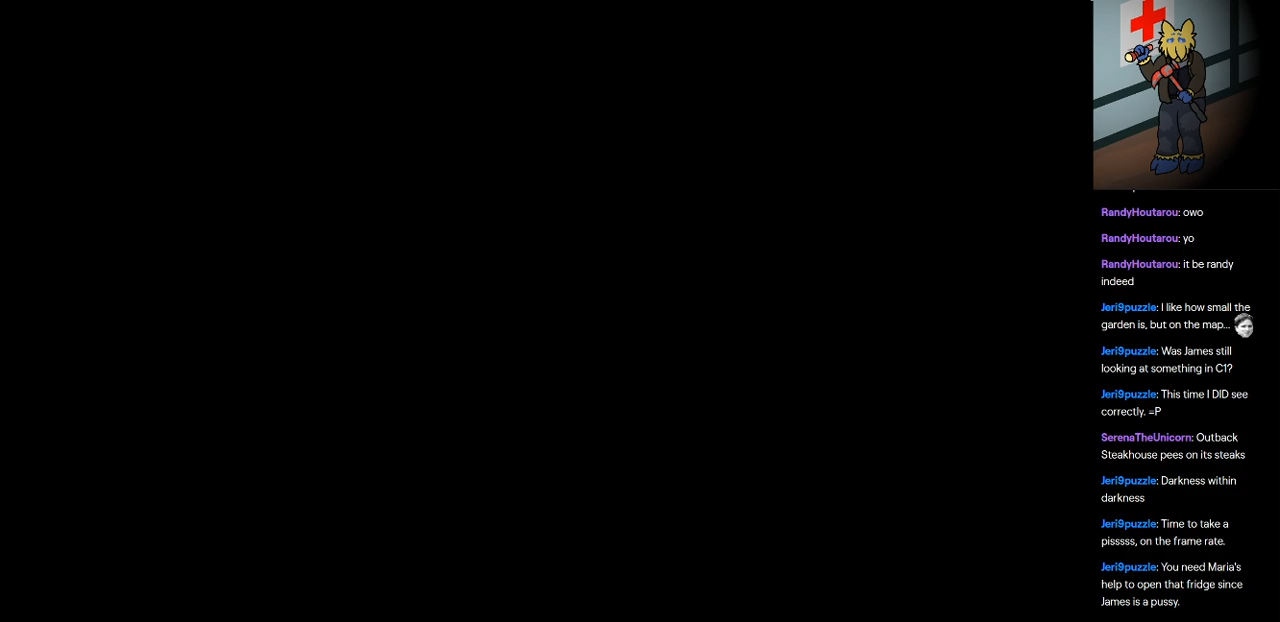 RandyHoutarou: owo
RandyHoutarou: yo
RandyHoutarou: it be randy
indeed
Jeri9puzzle: I like how small the
garden is, but on the map...
Jeri9puzzle: Was James still
looking at something in C1?
Jeri9puzzle: This time I DID see
correctly. =P
SerenaTheUnicorn: Outback
Steakhouse pees on its steaks
Jeri9puzzle: Darkness within
darkness
Jeri9puzzle: Time to take a
pisssss, on the frame rate.
Jeri9puzzle: You need Maria's
help to open that fridge since
James is a pussy.